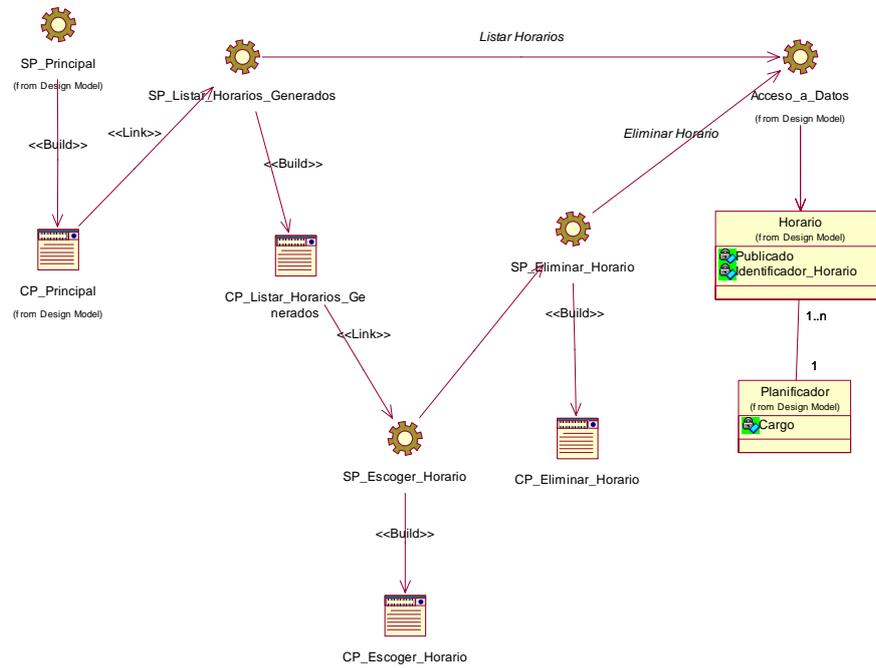 Listar Horarios
SP_Principal
(from Design Model)
SP_Listar_Horarios_Generados
Acceso_a_Datos
(from Design Model)
<<Build>>
<<Link>>
Eliminar Horario
<<Build>>
Horario
(from Design Model)
Publicado
Identificador_Horario
SP_Eliminar_Horario
CP_Principal
(from Design Model)
CP_Listar_Horarios_Ge
nerados
<<Build>>
1..n
<<Link>>
1
Planificador
(from Design Model)
Cargo
SP_Escoger_Horario
CP_Eliminar_Horario
<<Build>>
CP_Escoger_Horario